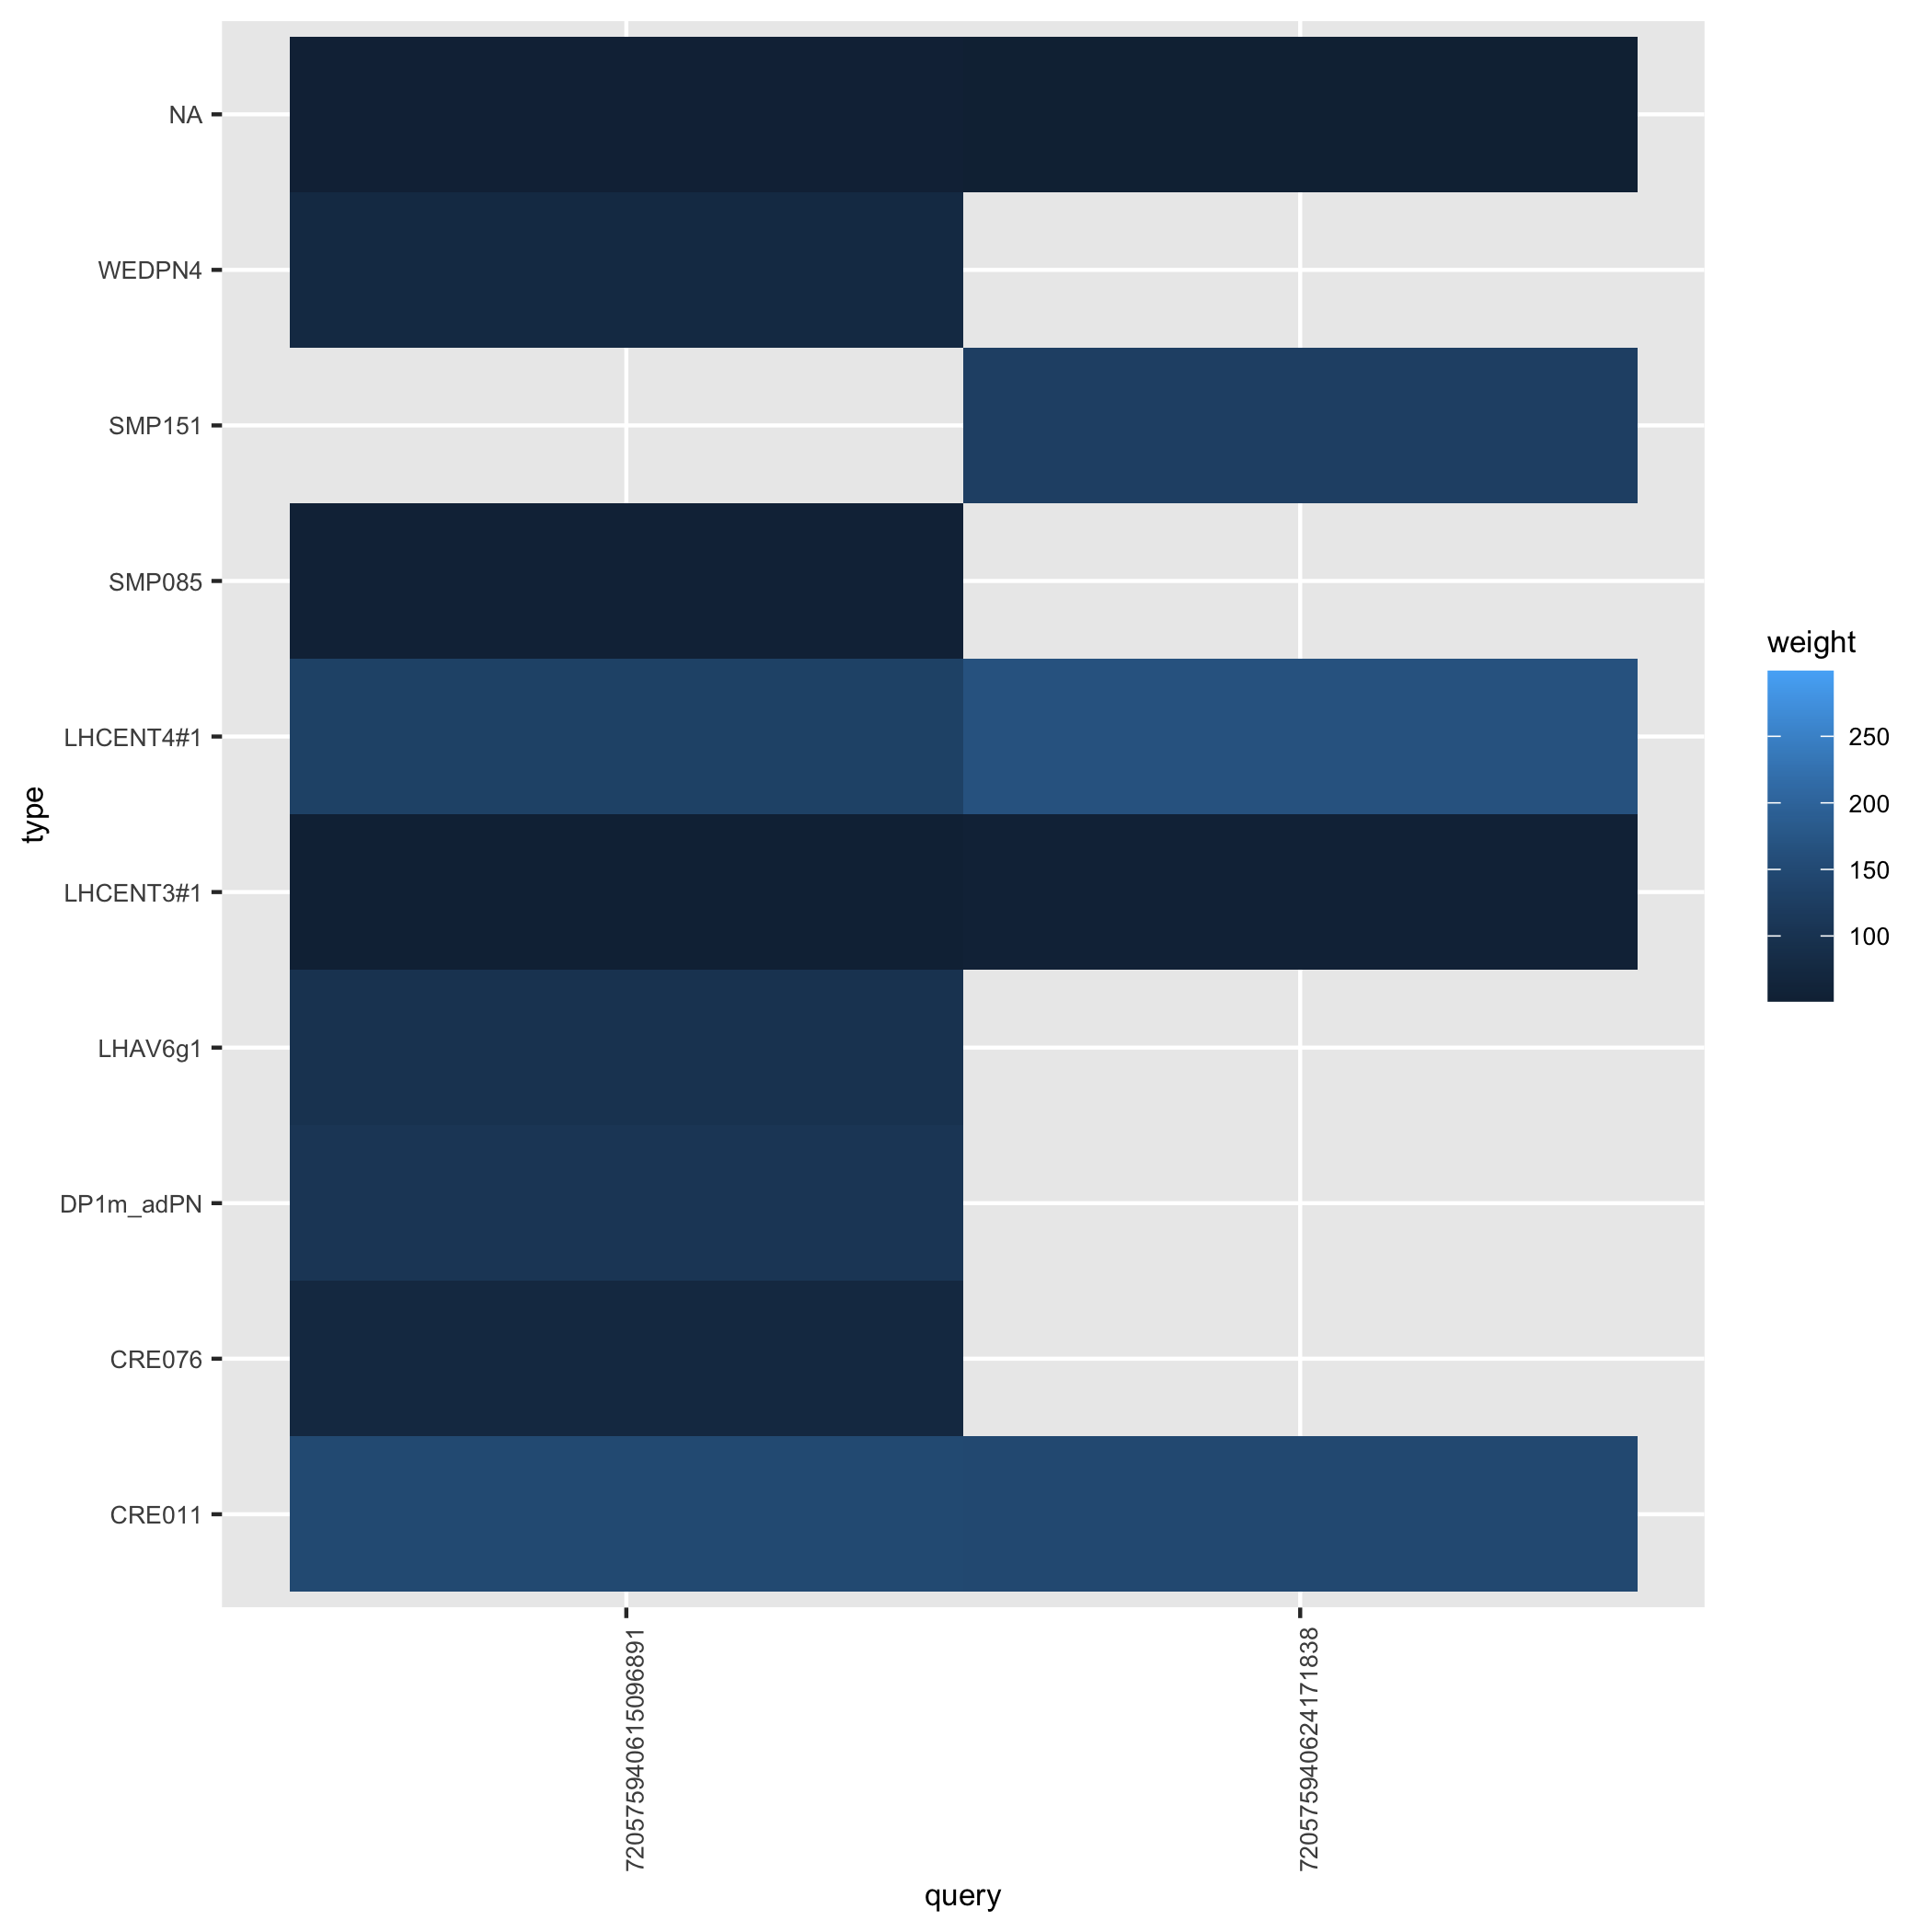 NA
WEDPN4
SMP151
SMP085
LHCENT4#1
LHCENT3#1
LHAV6g1
DP1m_adPN
CRE076
CRE011
type
720575940615096891
720575940624171838
query
weight
250
200
150
100